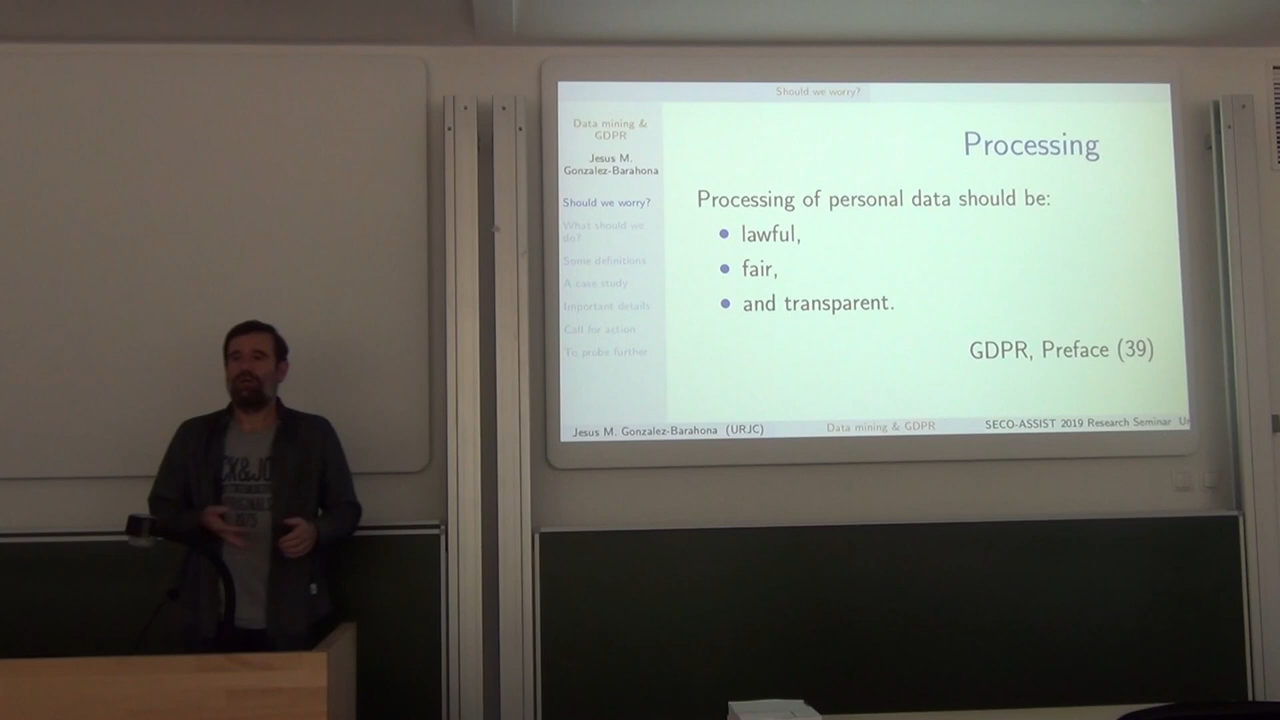 Should we worry?
Data mining &
GDPR
Jesus M.
Gonzalez-Barahona
Should we worry?
What should we
do?
Some definitions
A case study
Important details
Call for action
To probe further
Processing
Processing of personal data should be:
lawful,
fair,
and transparent.
GDPR, Preface (39)
Jesus M. Gonzalez-Barahona (URJC)
Data mining & GDPR
SECO-ASSIST 2019 Research Seminar
1975